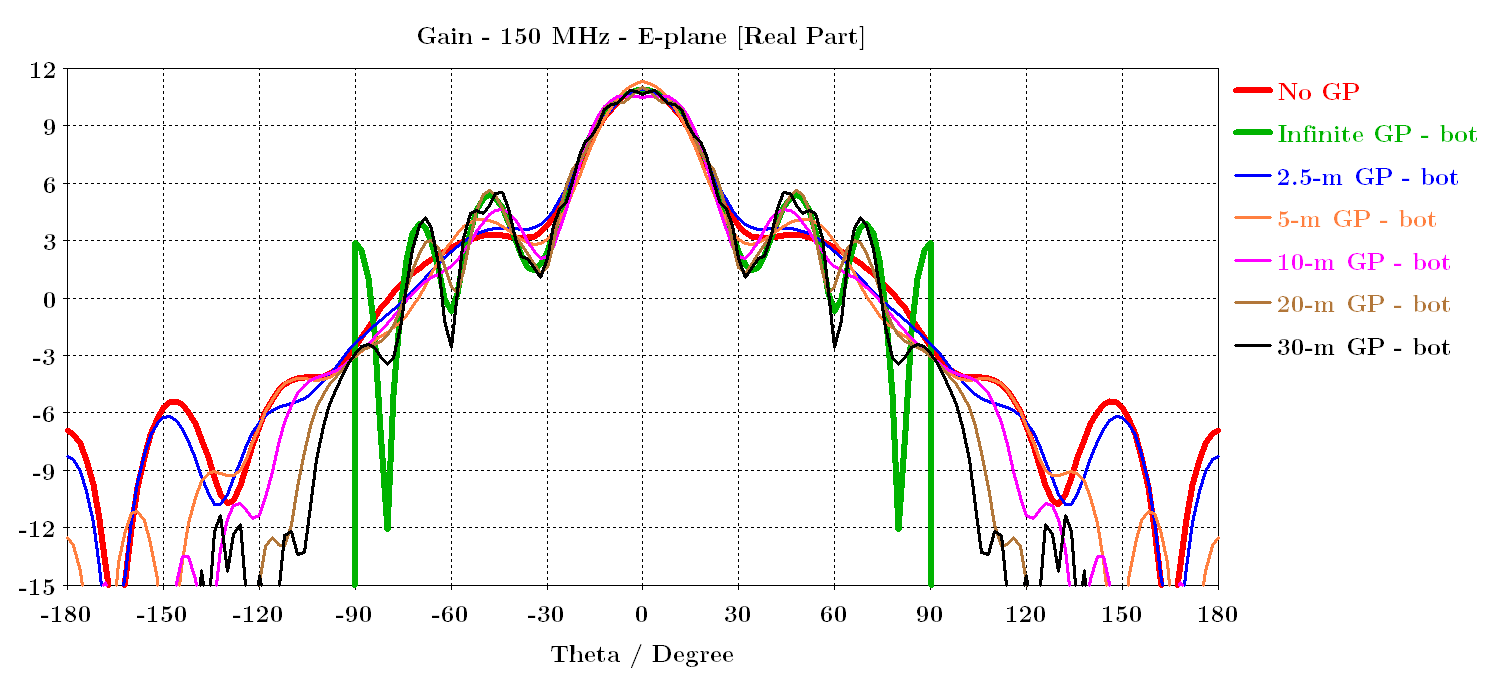 Gain - 150 MHz - E-plane [Real Part]
12
9
6
3
0
-3
-6
-9
-12
-15
-180 -150 -120 -90 -60 -30 0 30 60 90 120 150 180
Theta / Degree
No GP
Infinite GP - bot
2.5-m GP - bot
5-m GP - bot
10-m GP - bot
20-m GP - bot
30-m GP - bot